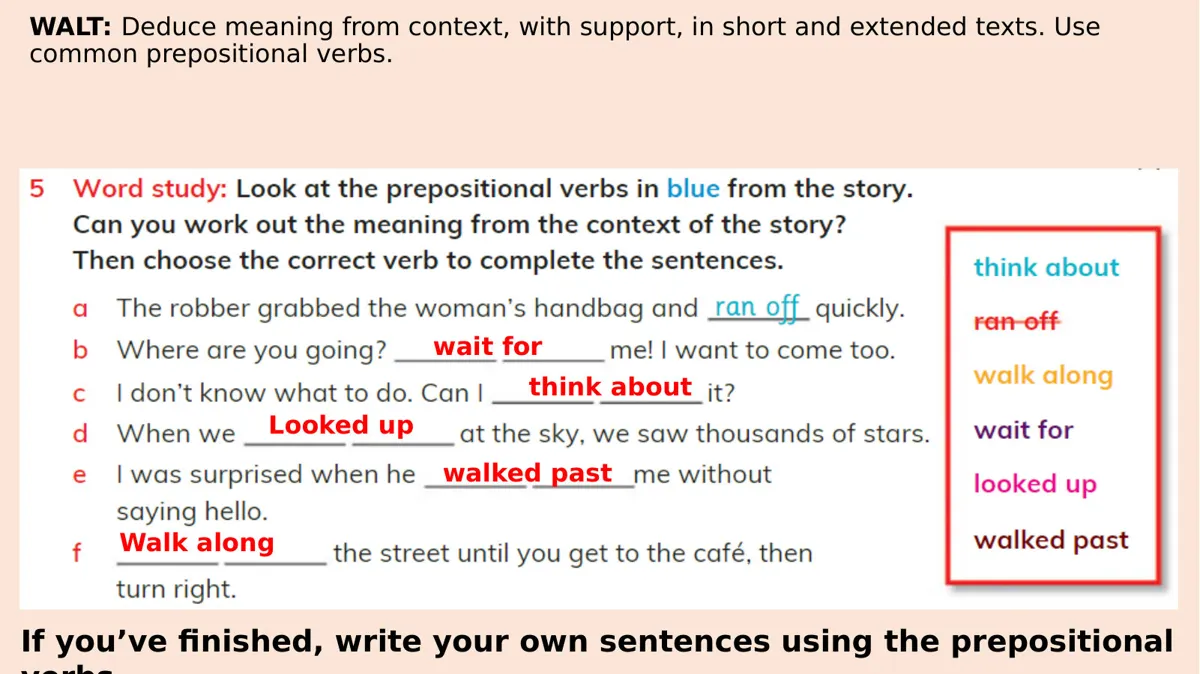 WALT: Deduce meaning from context, with support, in short and extended texts. Use
common prepositional verbs.
5 Word study: Look at the prepositional verbs in blue from the story.
Can you work out the meaning from the context of the story?
Then choose the correct verb to complete the sentences.
a The robber grabbed the woman's handbag and ran off quickly.
b Where are you going? wait for me! I want to come too.
c I don't know what to do. Can I think about it?
d When we Looked up at the sky, we saw thousands of stars.
e I was surprised when he walked past me without
saying hello.
f Walk along the street until you get to the café, then
turn right.
think about
ran off
walk along
wait for
looked up
walked past
If you've finished, write your own sentences using the prepositional
verbs